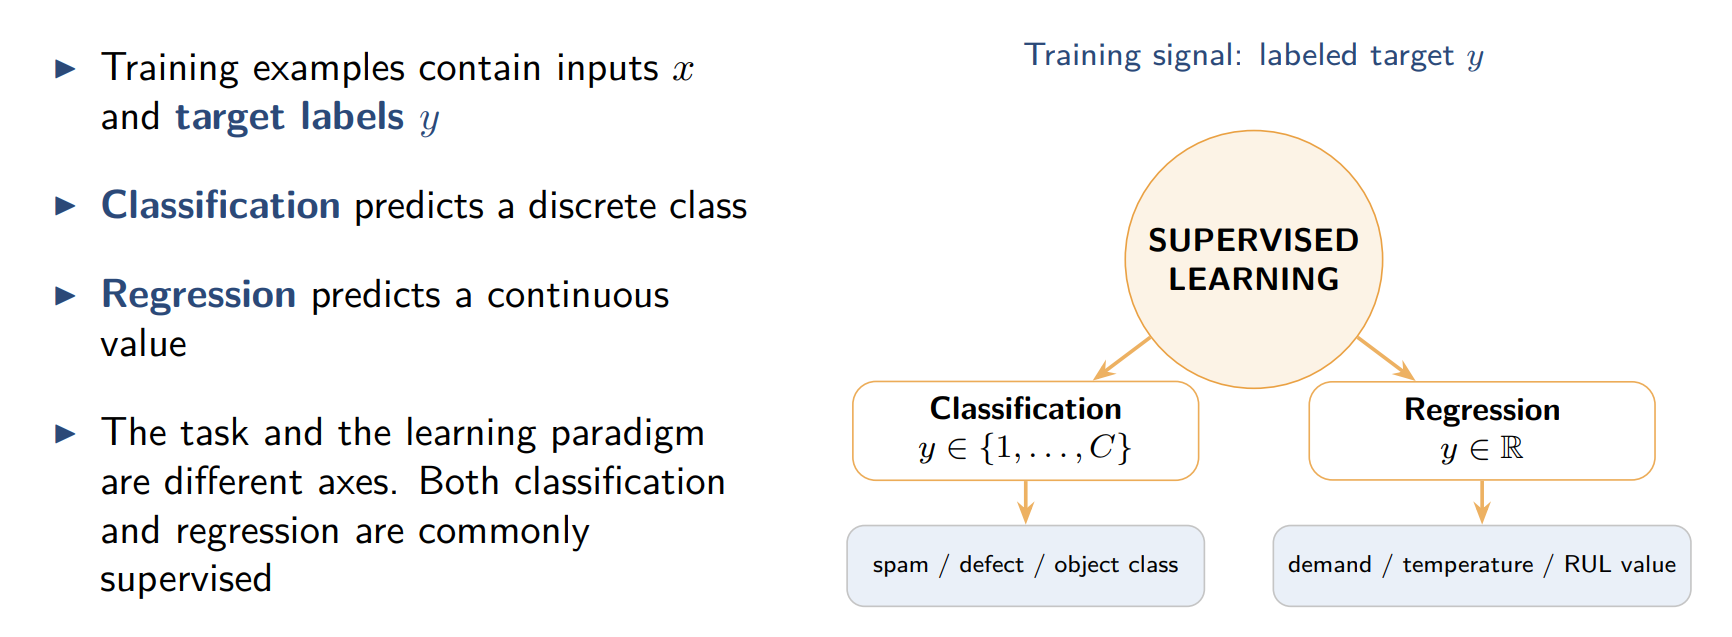 ▶ Training examples contain inputs x
and target labels y
▶ Classification predicts a discrete class
▶ Regression predicts a continuous
value
▶ The task and the learning paradigm
are different axes. Both classification
and regression are commonly
supervised
Training signal: labeled target y
SUPERVISED
LEARNING
Classification
y ∈ {1, . . . , C}
Regression
y ∈ ℝ
spam / defect / object class
demand / temperature / RUL value